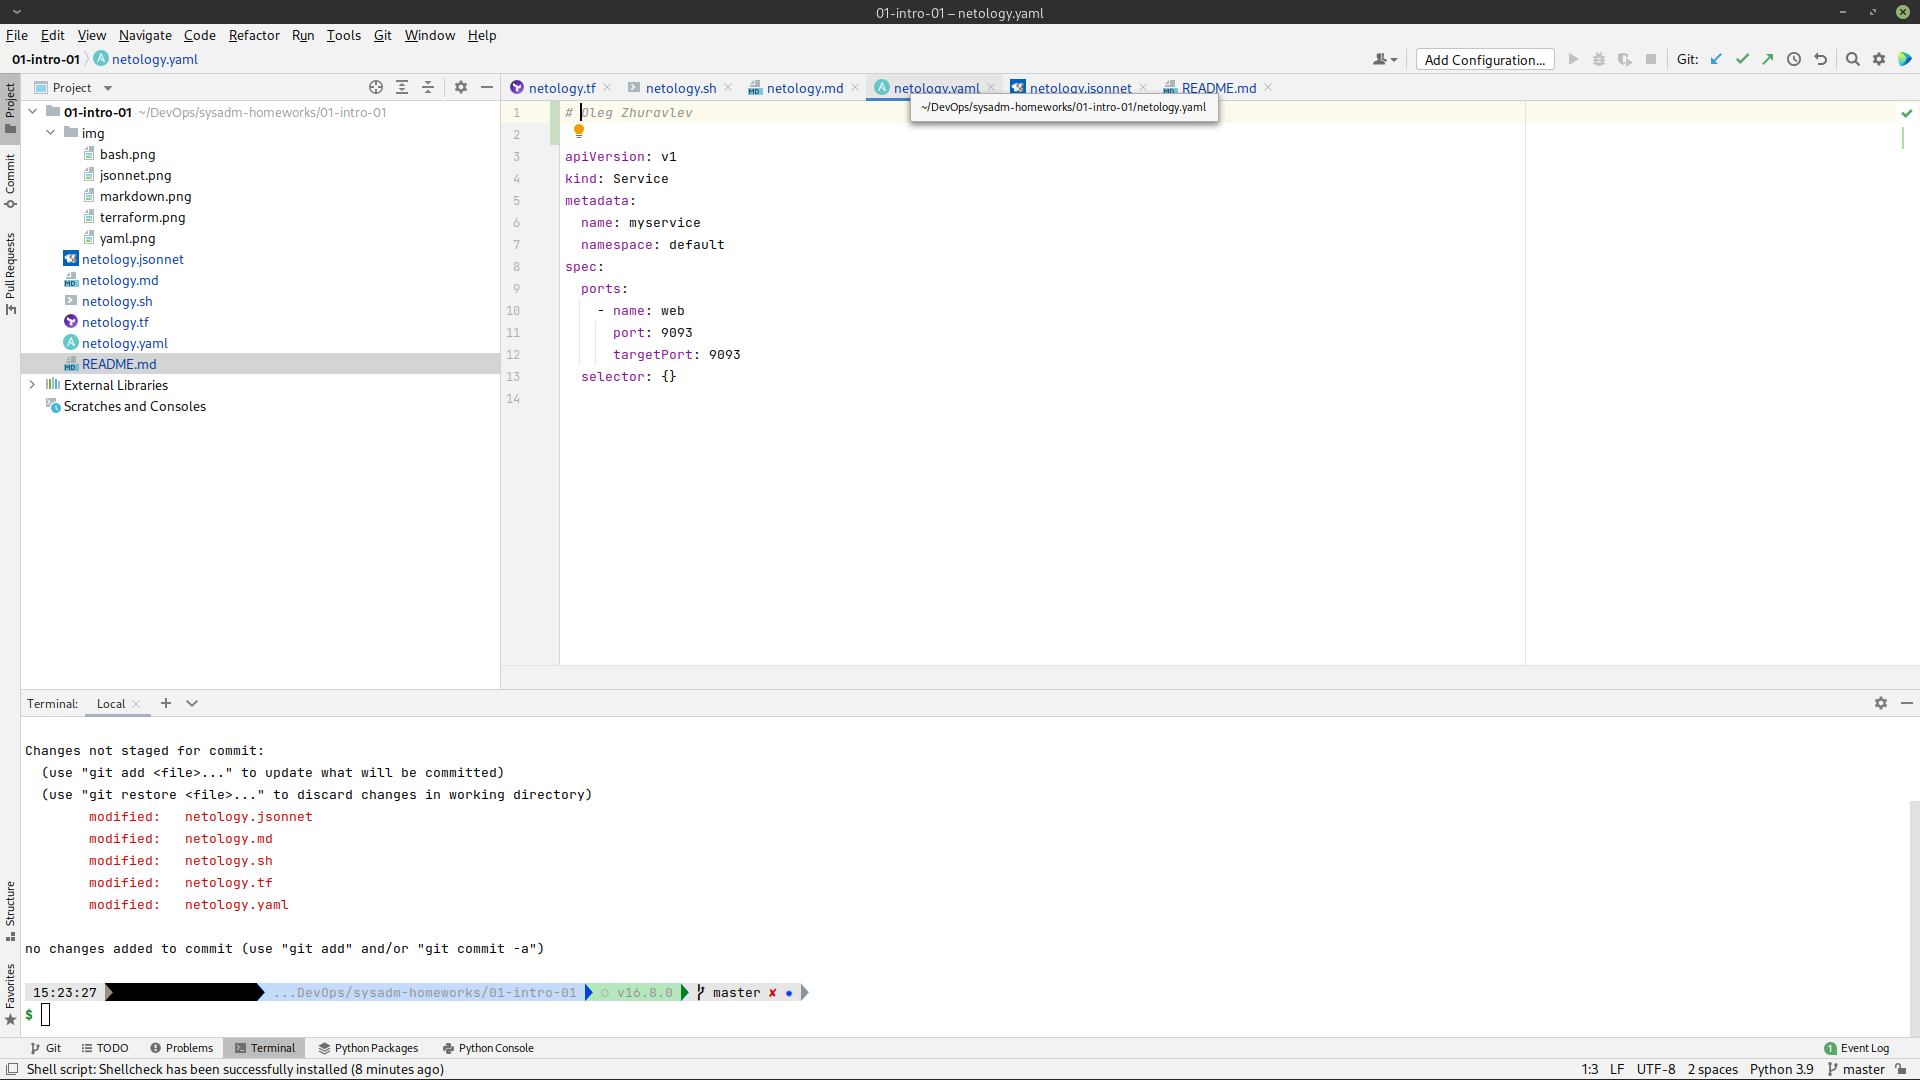 01-intro-01 – netology.yaml
File Edit View Navigate Code Refactor Run Tools Git Window Help
01-intro-01 netology.yaml Add Configuration... Git:
Project
netology.tf netology.sh netology.md netology.yaml netology.jsonnet README.md
~/DevOps/sysadm-homeworks/01-intro-01/netology.yaml
Project
Commit
Pull Requests
Structure
Favorites
01-intro-01 ~/DevOps/sysadm-homeworks/01-intro-01
img
bash.png
jsonnet.png
markdown.png
terraform.png
yaml.png
netology.jsonnet
netology.md
netology.sh
netology.tf
netology.yaml
README.md
External Libraries
Scratches and Consoles
1 # Oleg Zhuravlev
2
3 apiVersion: v1
4 kind: Service
5 metadata:
6 name: myservice
7 namespace: default
8 spec:
9 ports:
10 - name: web
11 port: 9093
12 targetPort: 9093
13 selector: {}
14
Terminal: Local
Changes not staged for commit:
(use "git add <file>..." to update what will be committed)
(use "git restore <file>..." to discard changes in working directory)
modified: netology.jsonnet
modified: netology.md
modified: netology.sh
modified: netology.tf
modified: netology.yaml
no changes added to commit (use "git add" and/or "git commit -a")
15:23:27 ...DevOps/sysadm-homeworks/01-intro-01 v16.8.0 master ✘
$
Git TODO Problems Terminal Python Packages Python Console 1 Event Log
Shell script: Shellcheck has been successfully installed (8 minutes ago) 1:3 LF UTF-8 2 spaces Python 3.9 master